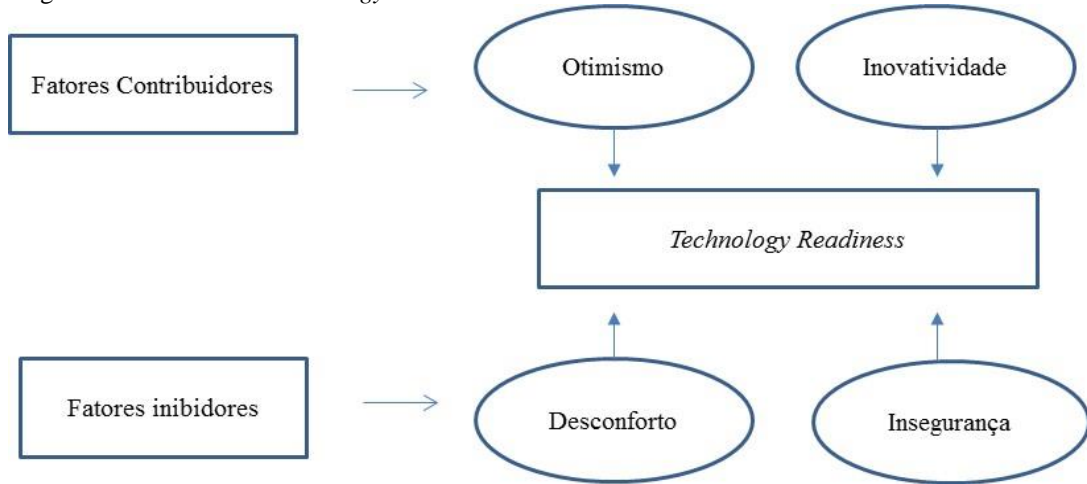 Fatores Contribuidores
Otimismo
Inovatividade
Technology Readiness
Fatores inibidores
Desconforto
Insegurança